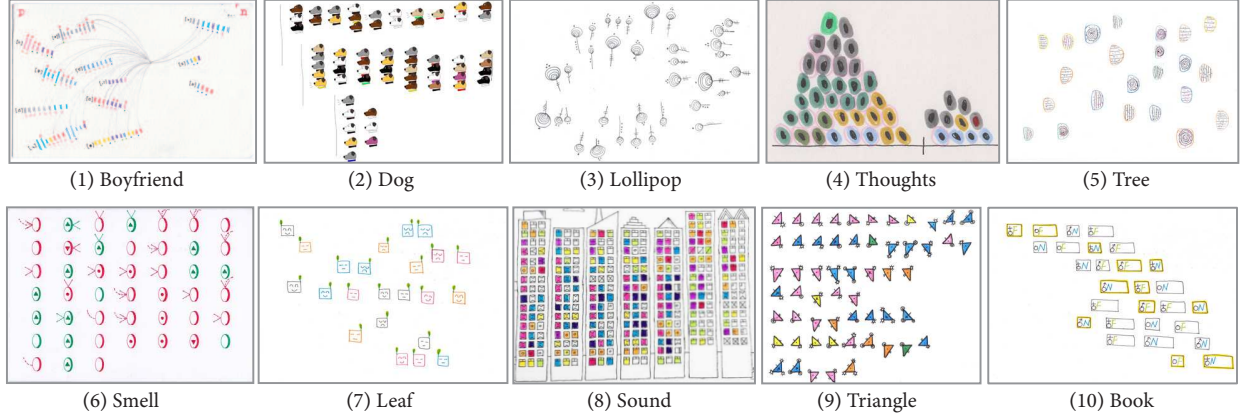 (1) Boyfriend
(2) Dog
(3) Lollipop
(4) Thoughts
(5) Tree
(6) Smell
(7) Leaf
(8) Sound
(9) Triangle
(10) Book